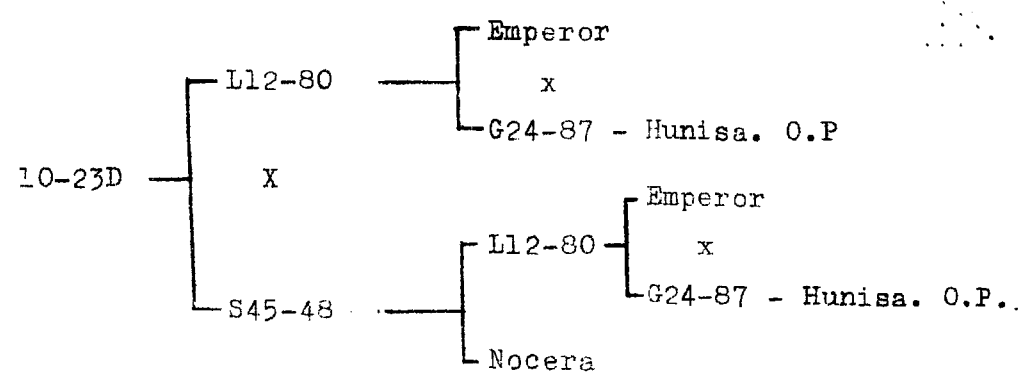 Emperor
L12-80
x
G24-87 - Hunisa. O.P
10-23D
X
Emperor
L12-80
x
G24-87 - Hunisa. O.P.
S45-48
Nocera